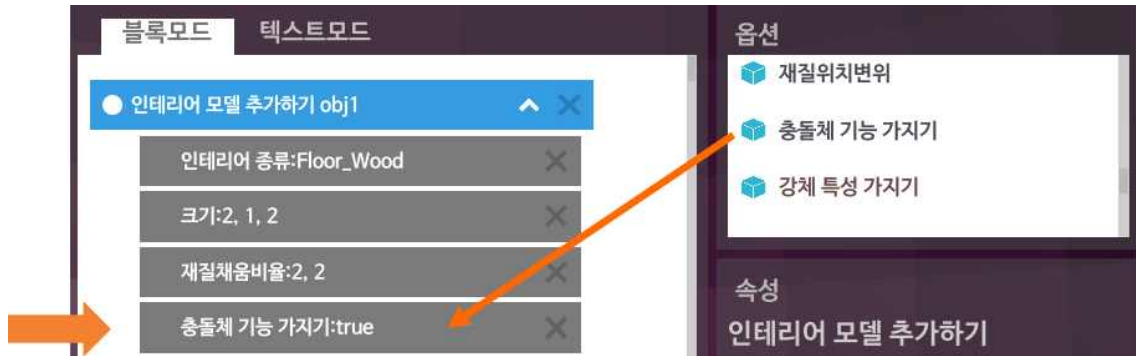 블록모드 텍스트모드
인테리어 모델 추가하기 obj1
인테리어 종류:Floor_Wood
크기:2, 1, 2
재질채움비율:2, 2
충돌체 기능 가지기:true
옵션
재질위치변위
충돌체 기능 가지기
강체 특성 가지기
속성
인테리어 모델 추가하기